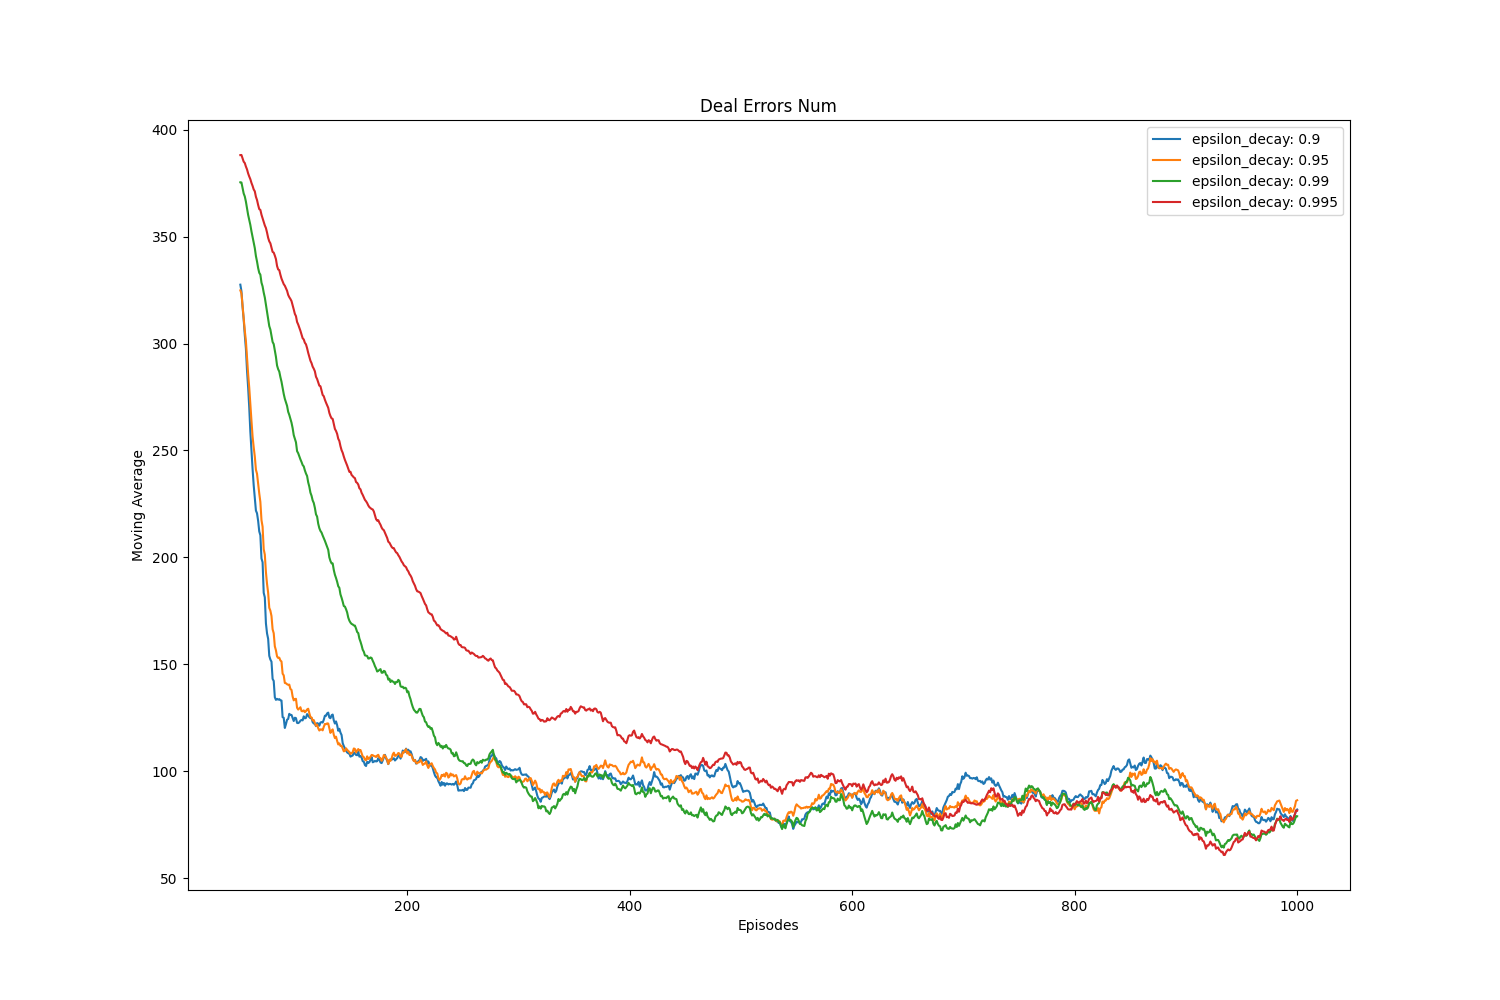 Deal Errors Num
400
350
300
250
200
150
100
50
Moving Average
epsilon_decay: 0.9
epsilon_decay: 0.95
epsilon_decay: 0.99
epsilon_decay: 0.995
200
400
600
800
1000
Episodes